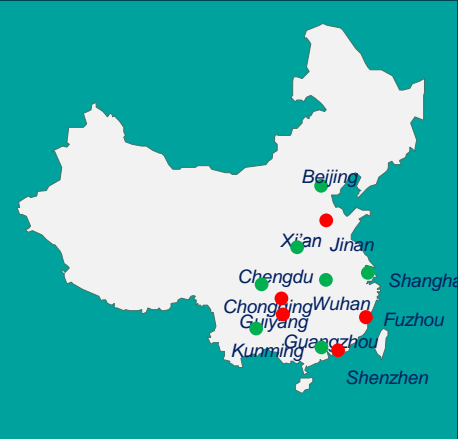 Beijing
Xi'an
Jinan
Chengdu
Shangha
Chongqing
Wuhan
Guiyang
Fuzhou
Guangzhou
Kunming
Shenzhen